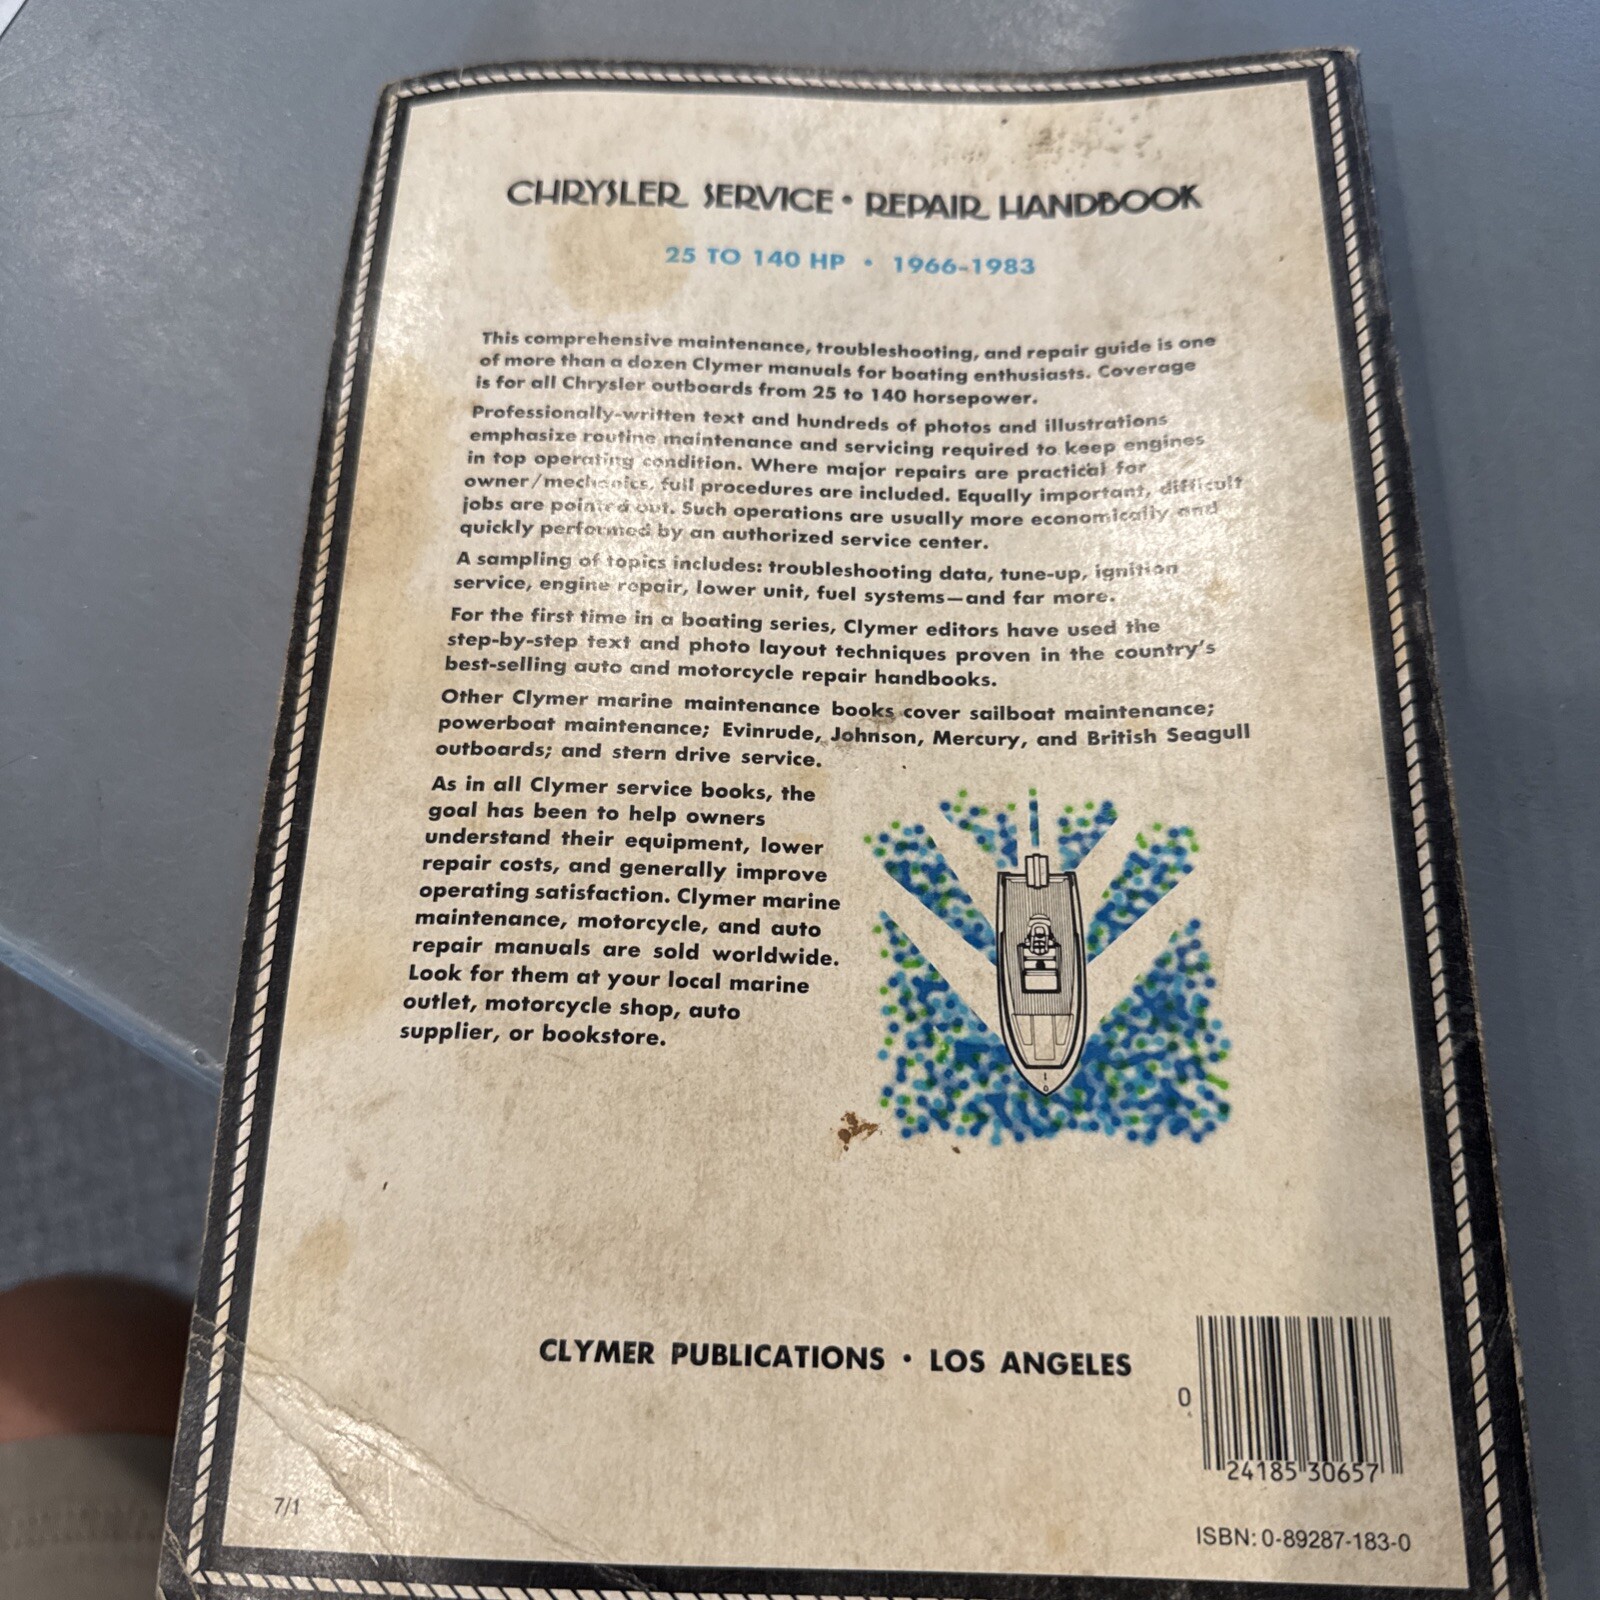 CHRYSLER SERVICE • REPAIR HANDBOOK
25 TO 140 HP • 1966-1983
This comprehensive maintenance, troubleshooting, and repair guide is one
of more than a dozen Clymer manuals for boating enthusiasts. Coverage
is for all Chrysler outboards from 25 to 140 horsepower.
Professionally-written text and hundreds of photos and illustrations
emphasize routine maintenance and servicing required to keep engines
in top operating condition. Where major repairs are practical for
owner/mechanics, full procedures are included. Equally important, difficult
jobs are pointed out. Such operations are usually more economically and
quickly performed by an authorized service center.
A sampling of topics includes: troubleshooting data, tune-up, ignition
service, engine repair, lower unit, fuel systems—and far more.
For the first time in a boating series, Clymer editors have used the
step-by-step text and photo layout techniques proven in the country's
best-selling auto and motorcycle repair handbooks.
Other Clymer marine maintenance books cover sailboat maintenance;
powerboat maintenance; Evinrude, Johnson, Mercury, and British Seagull
outboards; and stern drive service.
As in all Clymer service books, the
goal has been to help owners
understand their equipment, lower
repair costs, and generally improve
operating satisfaction. Clymer marine
maintenance, motorcycle, and auto
repair manuals are sold worldwide.
Look for them at your local marine
outlet, motorcycle shop, auto
supplier, or bookstore.
CLYMER PUBLICATIONS • LOS ANGELES
0 24185 30657
7/1
ISBN: 0-89287-183-0